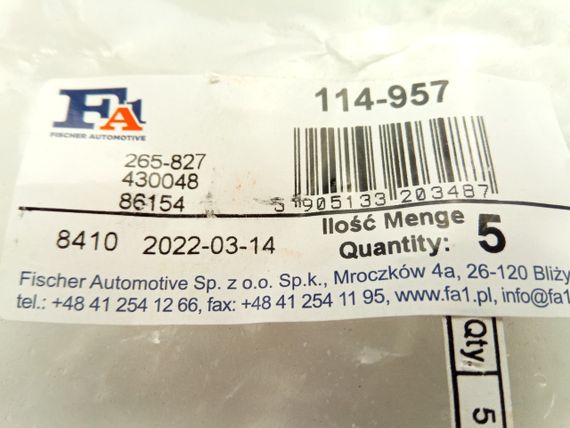 FA1
FISCHER AUTOMOTIVE
114-957
265-827
430048
86154
5 905133 203487
8410 2022-03-14
Ilość Menge
Quantity: 5
Fischer Automotive Sp. z o.o. Sp.k., Mroczków 4a, 26-120 Bliży
tel.: +48 41 254 12 66, fax: +48 41 254 11 95, www.fa1.pl, info@fa1
Qty
5